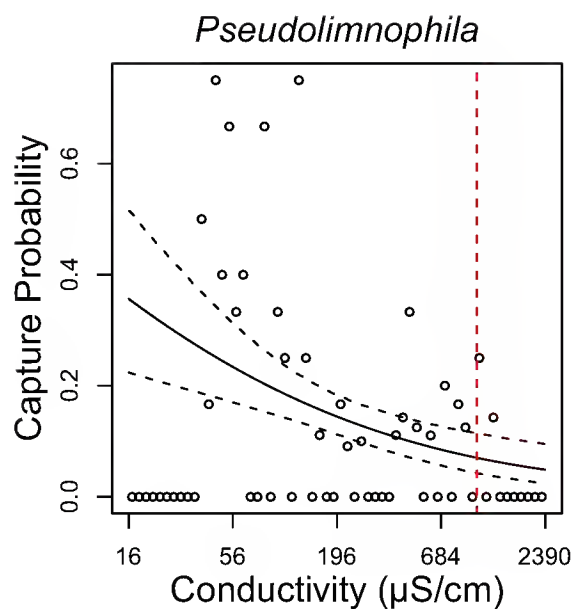 Pseudolimnophila
Capture Probability
0.6
0.4
0.2
0.0
16 56 196 684 2390
Conductivity (µS/cm)